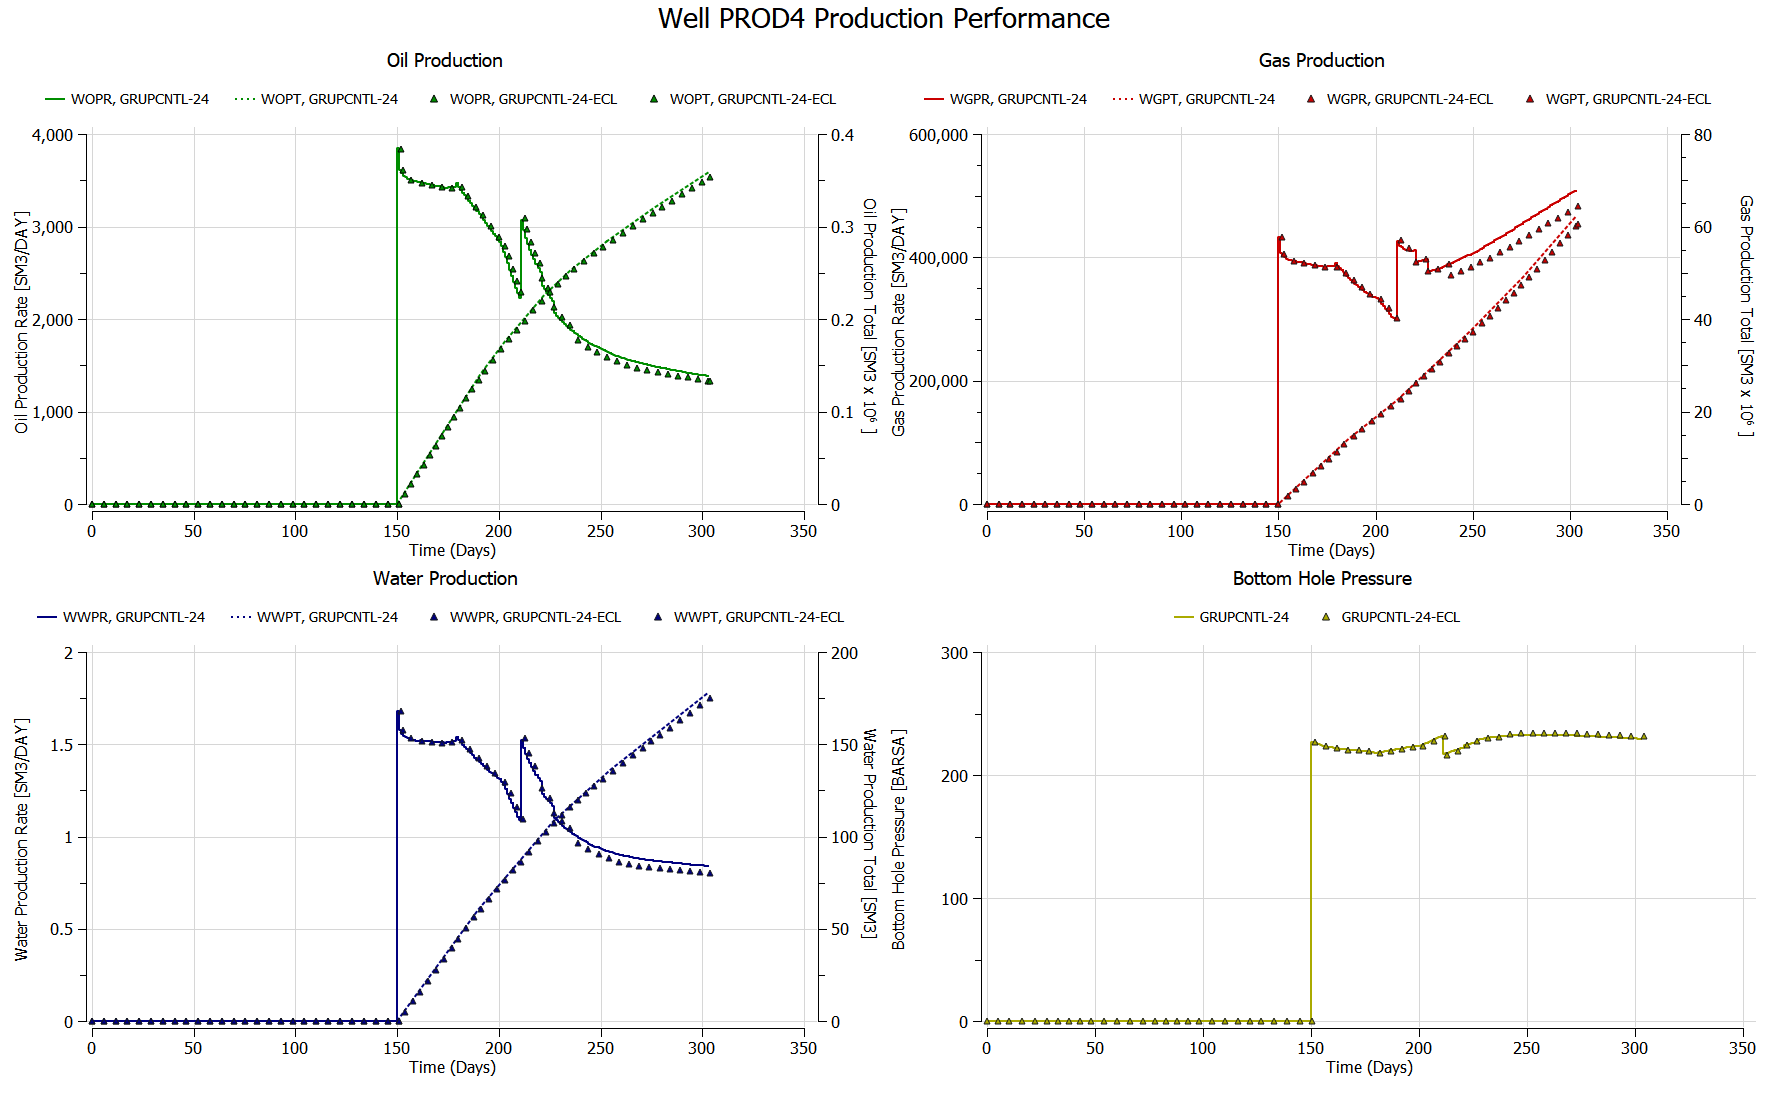 Well PROD4 Production Performance
Oil Production
WOPR, GRUPCNTL-24 WOPT, GRUPCNTL-24 WOPR, GRUPCNTL-24-ECL WOPT, GRUPCNTL-24-ECL
4,000
3,000
2,000
1,000
0
Oil Production Rate [SM3/DAY]
0.4
0.3
0.2
0.1
0
Oil Production Total [SM3 x 10⁶ ]
0 50 100 150 200 250 300 350
Time (Days)
Gas Production
WGPR, GRUPCNTL-24 WGPT, GRUPCNTL-24 WGPR, GRUPCNTL-24-ECL WGPT, GRUPCNTL-24-ECL
600,000
400,000
200,000
0
Gas Production Rate [SM3/DAY]
80
60
40
20
0
Gas Production Total [SM3 x 10⁶ ]
0 50 100 150 200 250 300 350
Time (Days)
Water Production
WWPR, GRUPCNTL-24 WWPT, GRUPCNTL-24 WWPR, GRUPCNTL-24-ECL WWPT, GRUPCNTL-24-ECL
2
1.5
1
0.5
0
Water Production Rate [SM3/DAY]
200
150
100
50
0
Water Production Total [SM3]
0 50 100 150 200 250 300 350
Time (Days)
Bottom Hole Pressure
GRUPCNTL-24 GRUPCNTL-24-ECL
300
200
100
0
Bottom Hole Pressure [BARSA]
0 50 100 150 200 250 300 350
Time (Days)